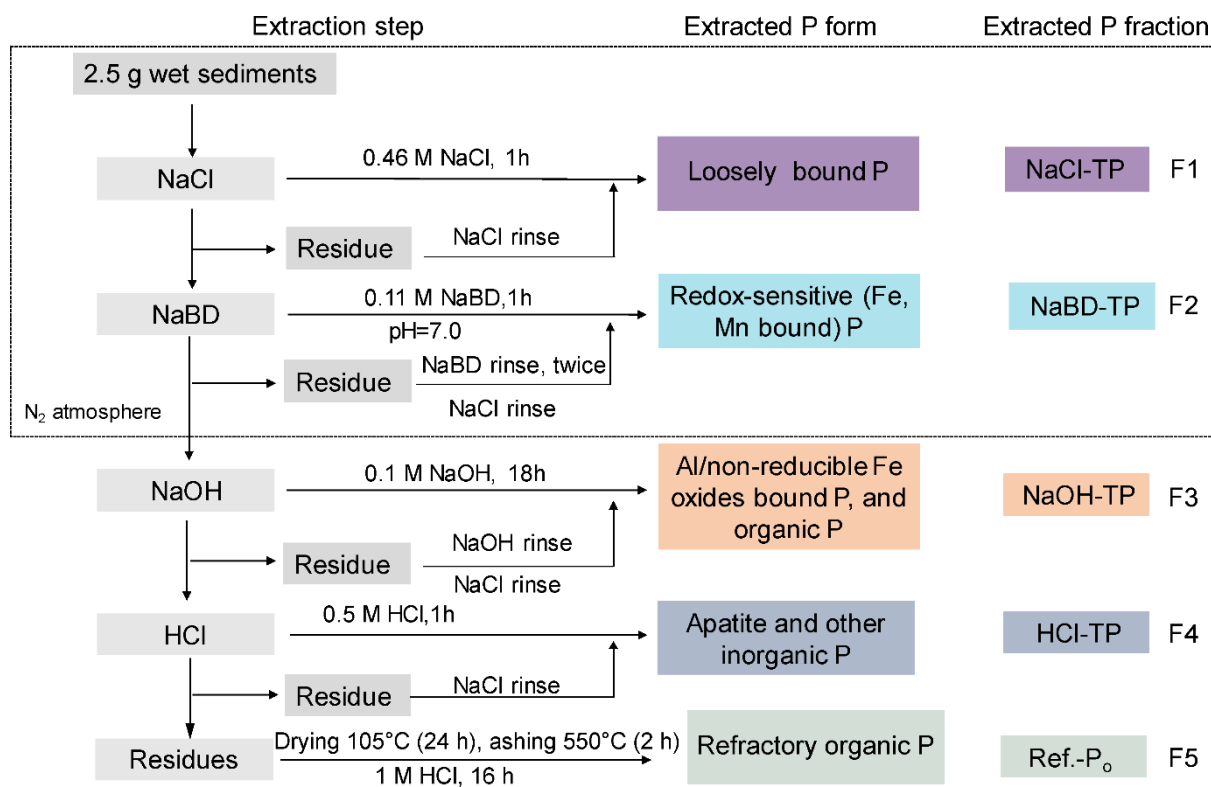 Extraction step
Extracted P form
Extracted P fraction
2.5 g wet sediments
NaCl
0.46 M NaCl, 1h
Loosely bound P
NaCl-TP
F1
Residue
NaCl rinse
NaBD
0.11 M NaBD,1h
pH=7.0
Redox-sensitive (Fe,
Mn bound) P
NaBD-TP
F2
Residue
NaBD rinse, twice
NaCl rinse
N₂ atmosphere
NaOH
0.1 M NaOH, 18h
Al/non-reducible Fe
oxides bound P, and
organic P
NaOH-TP
F3
Residue
NaOH rinse
NaCl rinse
HCl
0.5 M HCl,1h
Apatite and other
inorganic P
HCl-TP
F4
Residue
NaCl rinse
Residues
Drying 105°C (24 h), ashing 550°C (2 h)
1 M HCl, 16 h
Refractory organic P
Ref.-Pₒ
F5